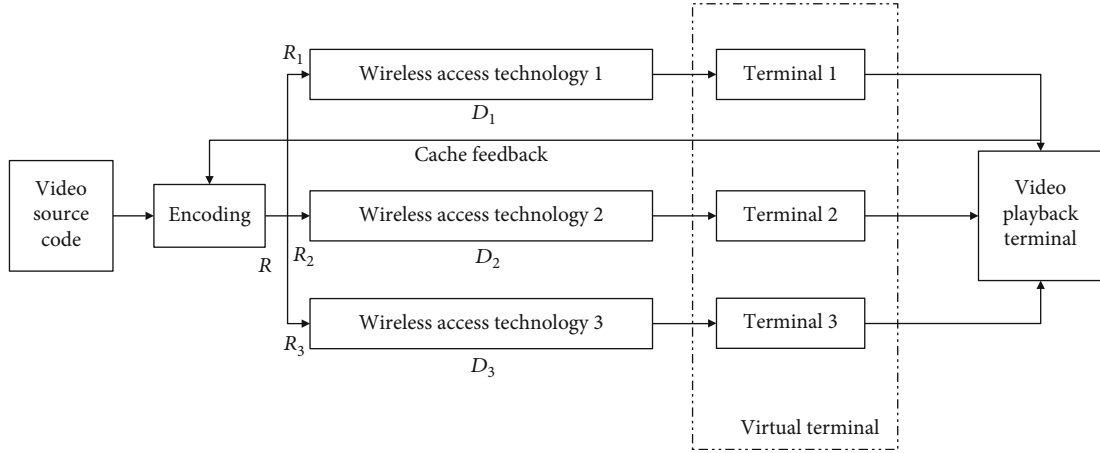 R1
Wireless access technology 1
Terminal 1
D1
Cache feedback
Video
source
code
Encoding
Wireless access technology 2
Terminal 2
Video
playback
terminal
R
R2
D2
Wireless access technology 3
Terminal 3
R3
D3
Virtual terminal